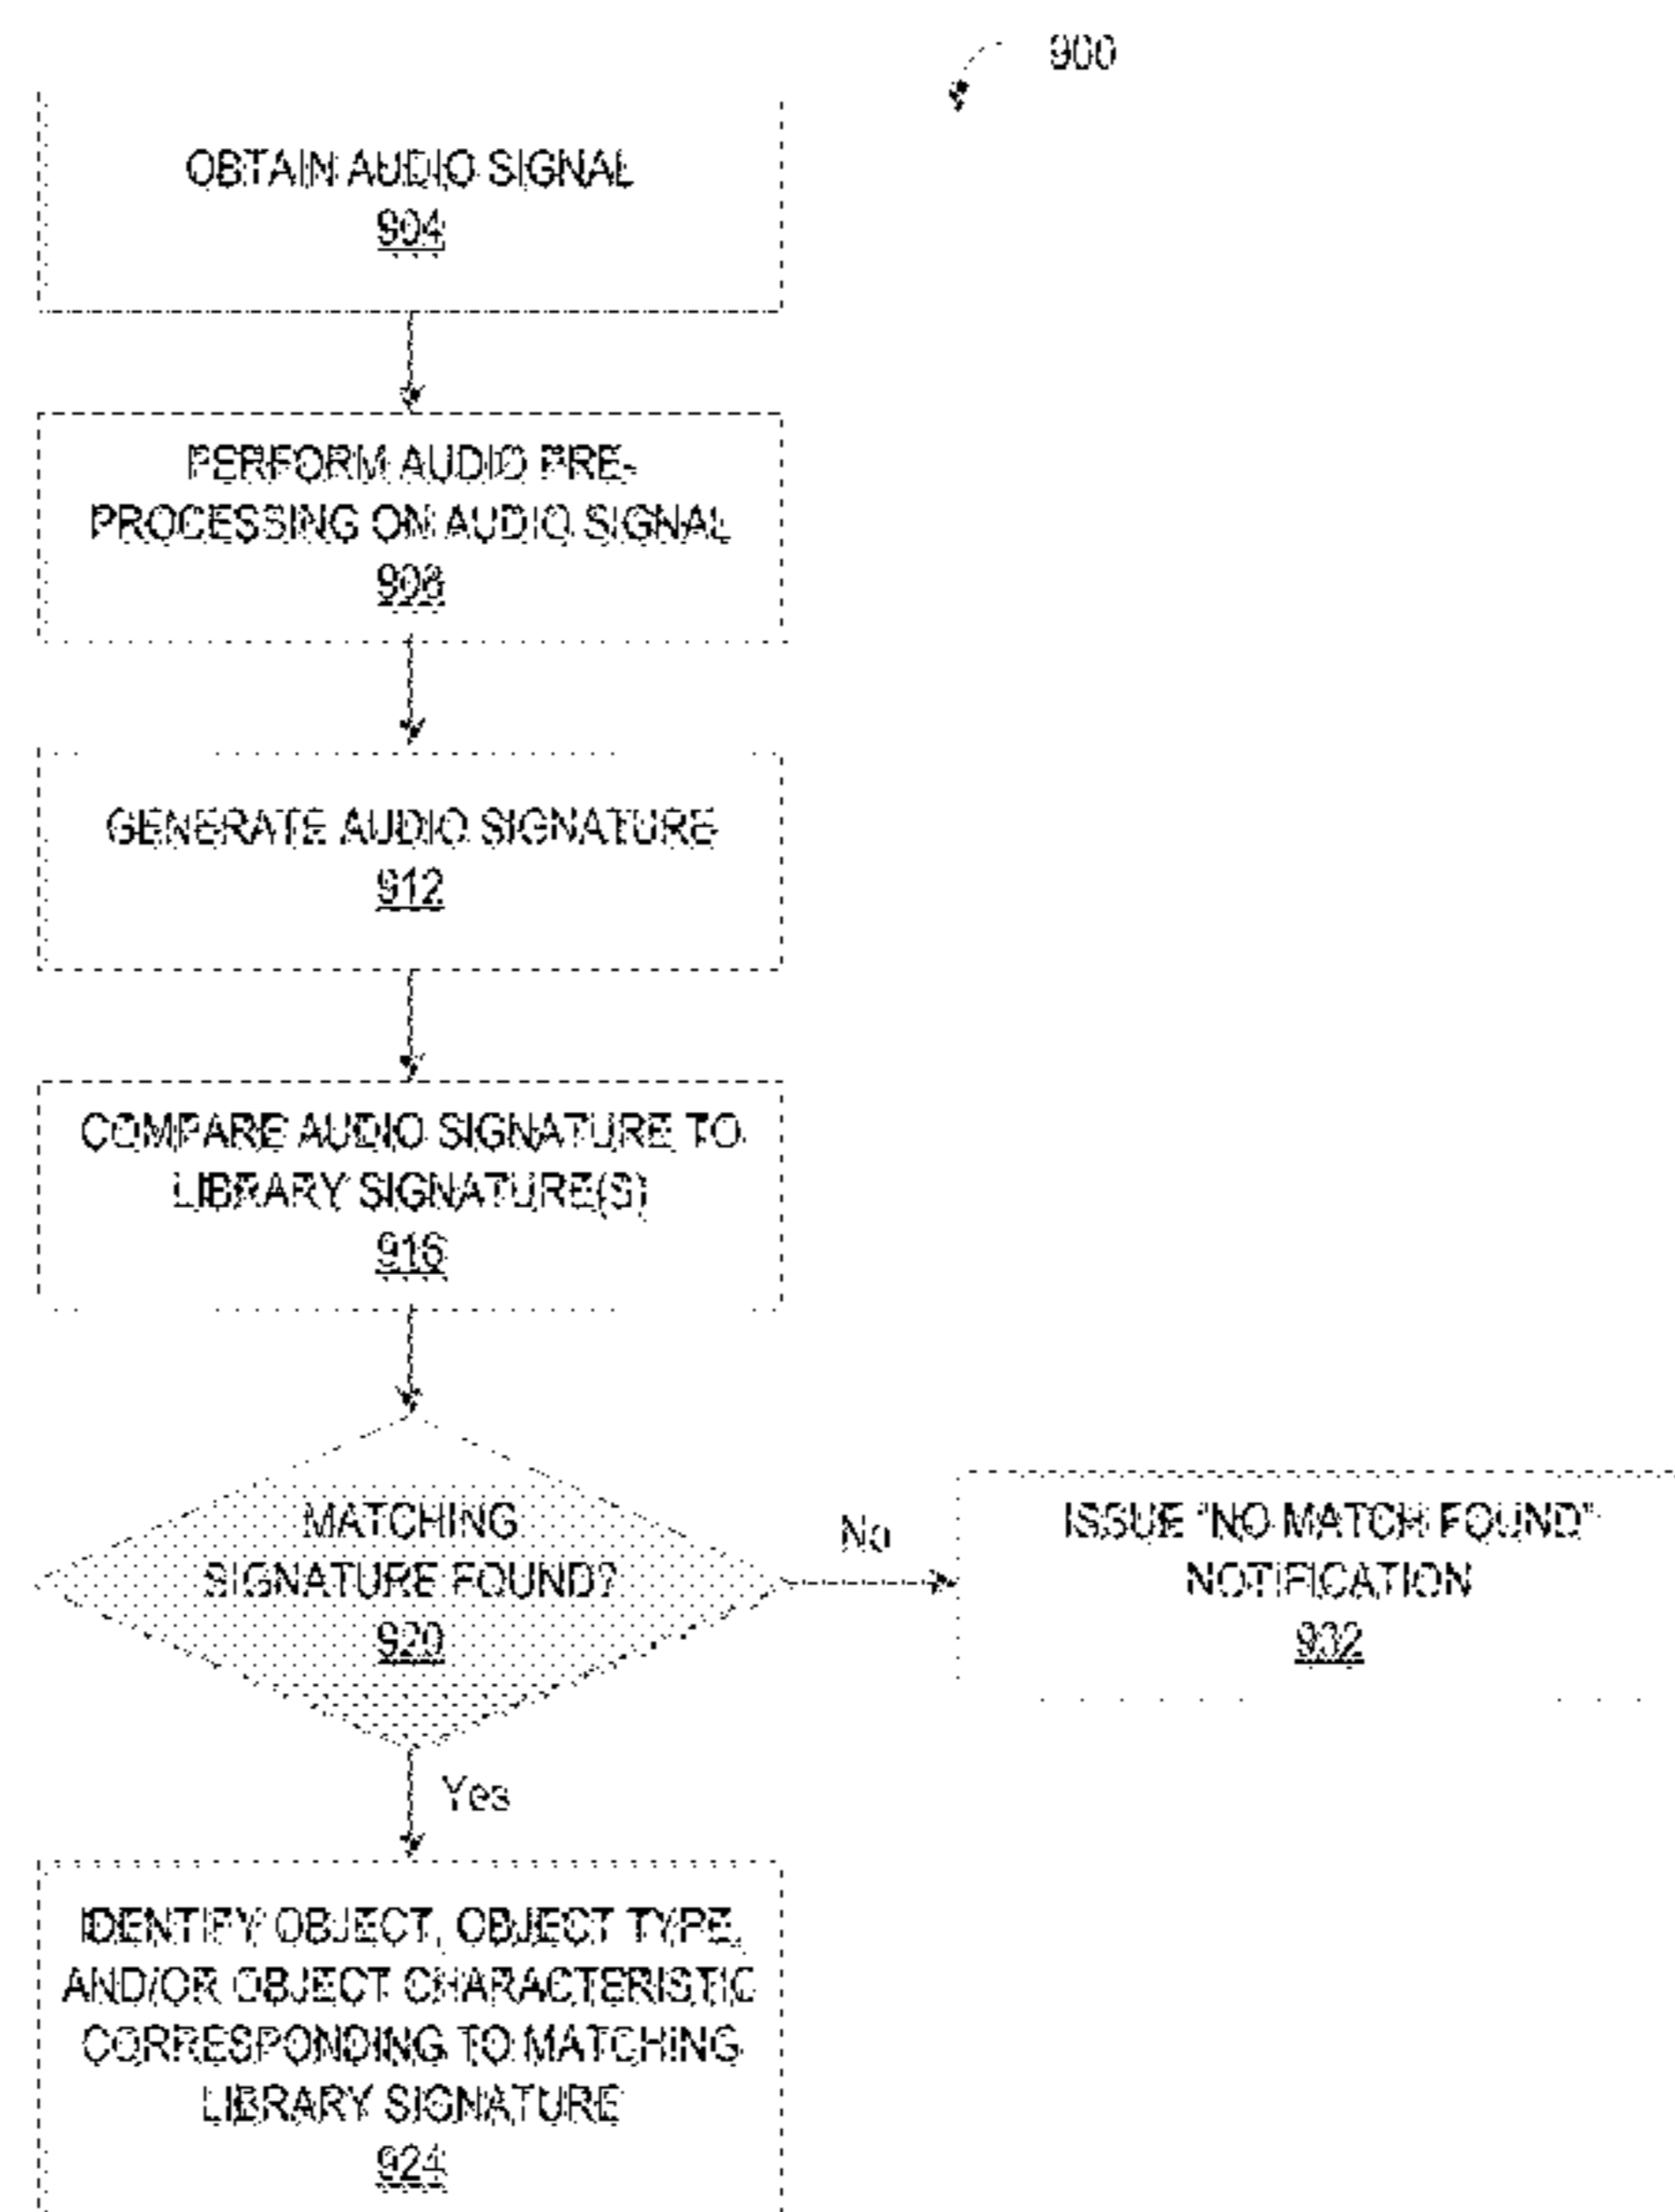 900
OBTAIN AUDIO SIGNAL
904
PERFORM AUDIO PRE-
PROCESSING ON AUDIO SIGNAL
908
GENERATE AUDIO SIGNATURE
912
COMPARE AUDIO SIGNATURE TO
LIBRARY SIGNATURE(S)
916
MATCHING
SIGNATURE FOUND?
920
No
ISSUE "NO MATCH FOUND"
NOTIFICATION
932
Yes
IDENTIFY OBJECT, OBJECT TYPE,
AND/OR OBJECT CHARACTERISTIC
CORRESPONDING TO MATCHING
LIBRARY SIGNATURE
924